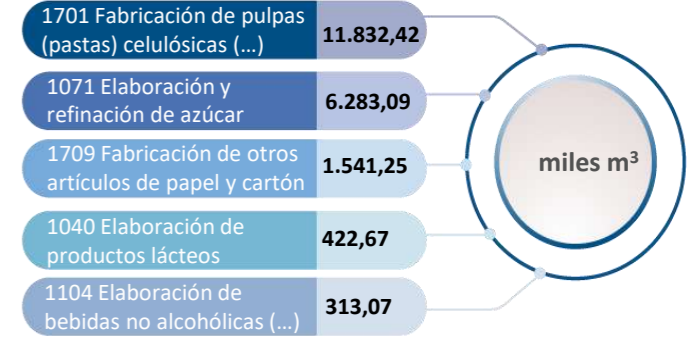 1701 Fabricación de pulpas
(pastas) celulósicas (...)
11.832,42
1071 Elaboración y
refinación de azúcar
6.283,09
1709 Fabricación de otros
artículos de papel y cartón
1.541,25
1040 Elaboración de
productos lácteos
422,67
1104 Elaboración de
bebidas no alcohólicas (...)
313,07
miles m³